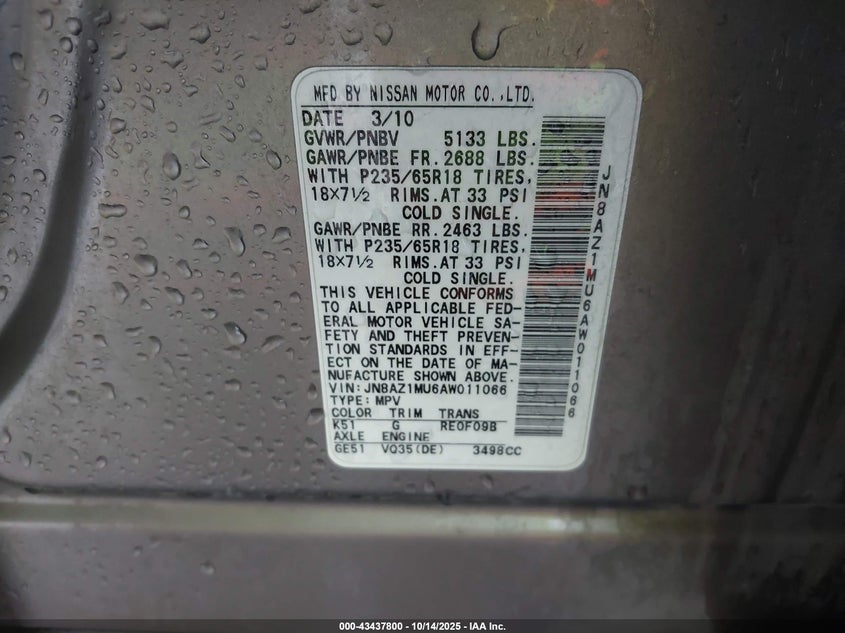 MFD BY NISSAN MOTOR CO.,LTD.
DATE 3/10
GVWR/PNBV 5133 LBS.
GAWR/PNBE FR. 2688 LBS.
WITH P235/65R18 TIRES,
18X7½ RIMS. AT 33 PSI
COLD SINGLE.
GAWR/PNBE RR. 2463 LBS.
WITH P235/65R18 TIRES,
18X7½ RIMS. AT 33 PSI
COLD SINGLE.
THIS VEHICLE CONFORMS
TO ALL APPLICABLE FED-
ERAL MOTOR VEHICLE SA-
FETY AND THEFT PREVEN-
TION STANDARDS IN EFF-
ECT ON THE DATE OF MA-
NUFACTURE SHOWN ABOVE.
VIN:JN8AZ1MU6AW011066
TYPE: MPV
COLOR TRIM TRANS
K51 G RE0F09B
AXLE ENGINE
GE51 VQ35(DE) 3498CC
JN8AZ1MU6AW011066
000-43437800 - 10/14/2025 - IAA Inc.